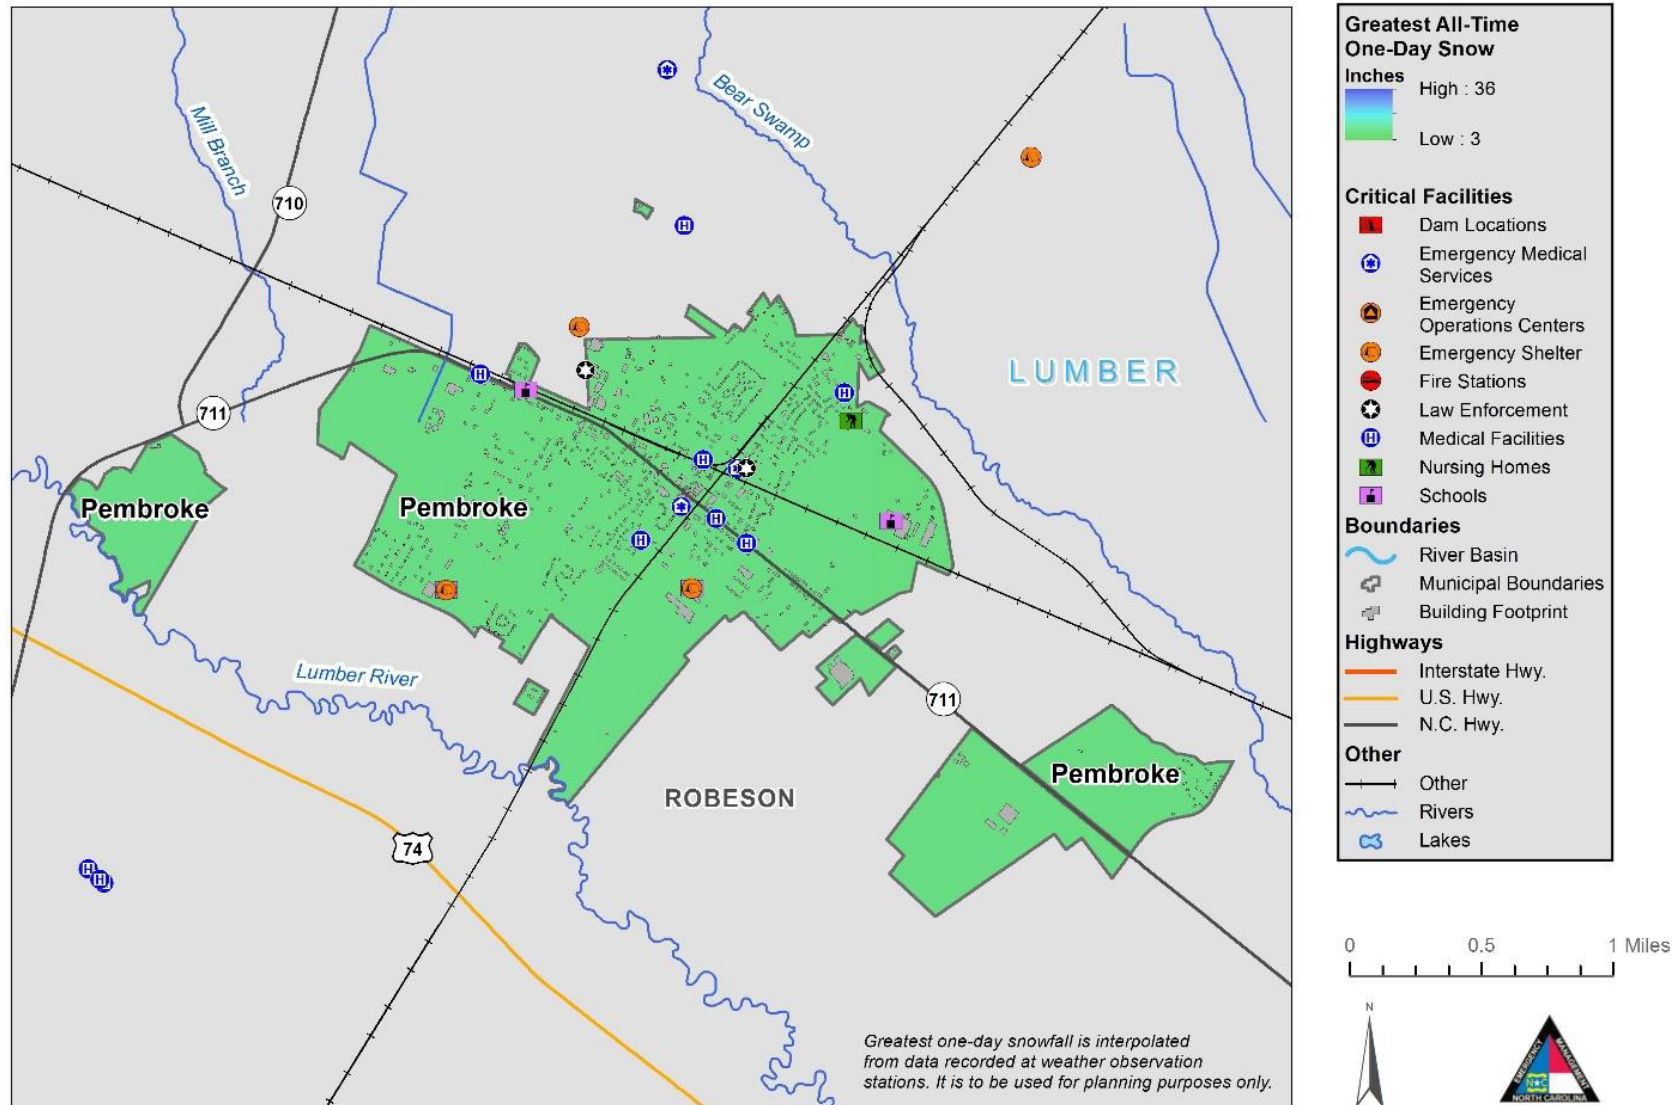 Mill Branch
Bear Swamp
710
LUMBER
711
Pembroke
Pembroke
Lumber River
711
Pembroke
ROBESON
74
H
H
H
H
H
H
H
H
H
H
Greatest one-day snowfall is interpolated
from data recorded at weather observation
stations. It is to be used for planning purposes only.
Greatest All-Time
One-Day Snow
Inches
High : 36
Low : 3
Critical Facilities
Dam Locations
Emergency Medical
Services
Emergency
Operations Centers
Emergency Shelter
Fire Stations
Law Enforcement
H Medical Facilities
Nursing Homes
Schools
Boundaries
River Basin
Municipal Boundaries
Building Footprint
Highways
Interstate Hwy.
U.S. Hwy.
N.C. Hwy.
Other
Other
Rivers
Lakes
0 0.5 1 Miles
N
EMERGENCY
MANAGEMENT
N C
NORTH CAROLINA